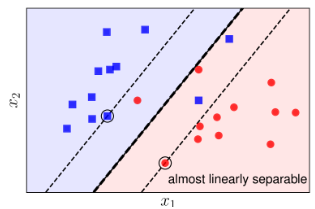 x₂
almost linearly separable
x₁